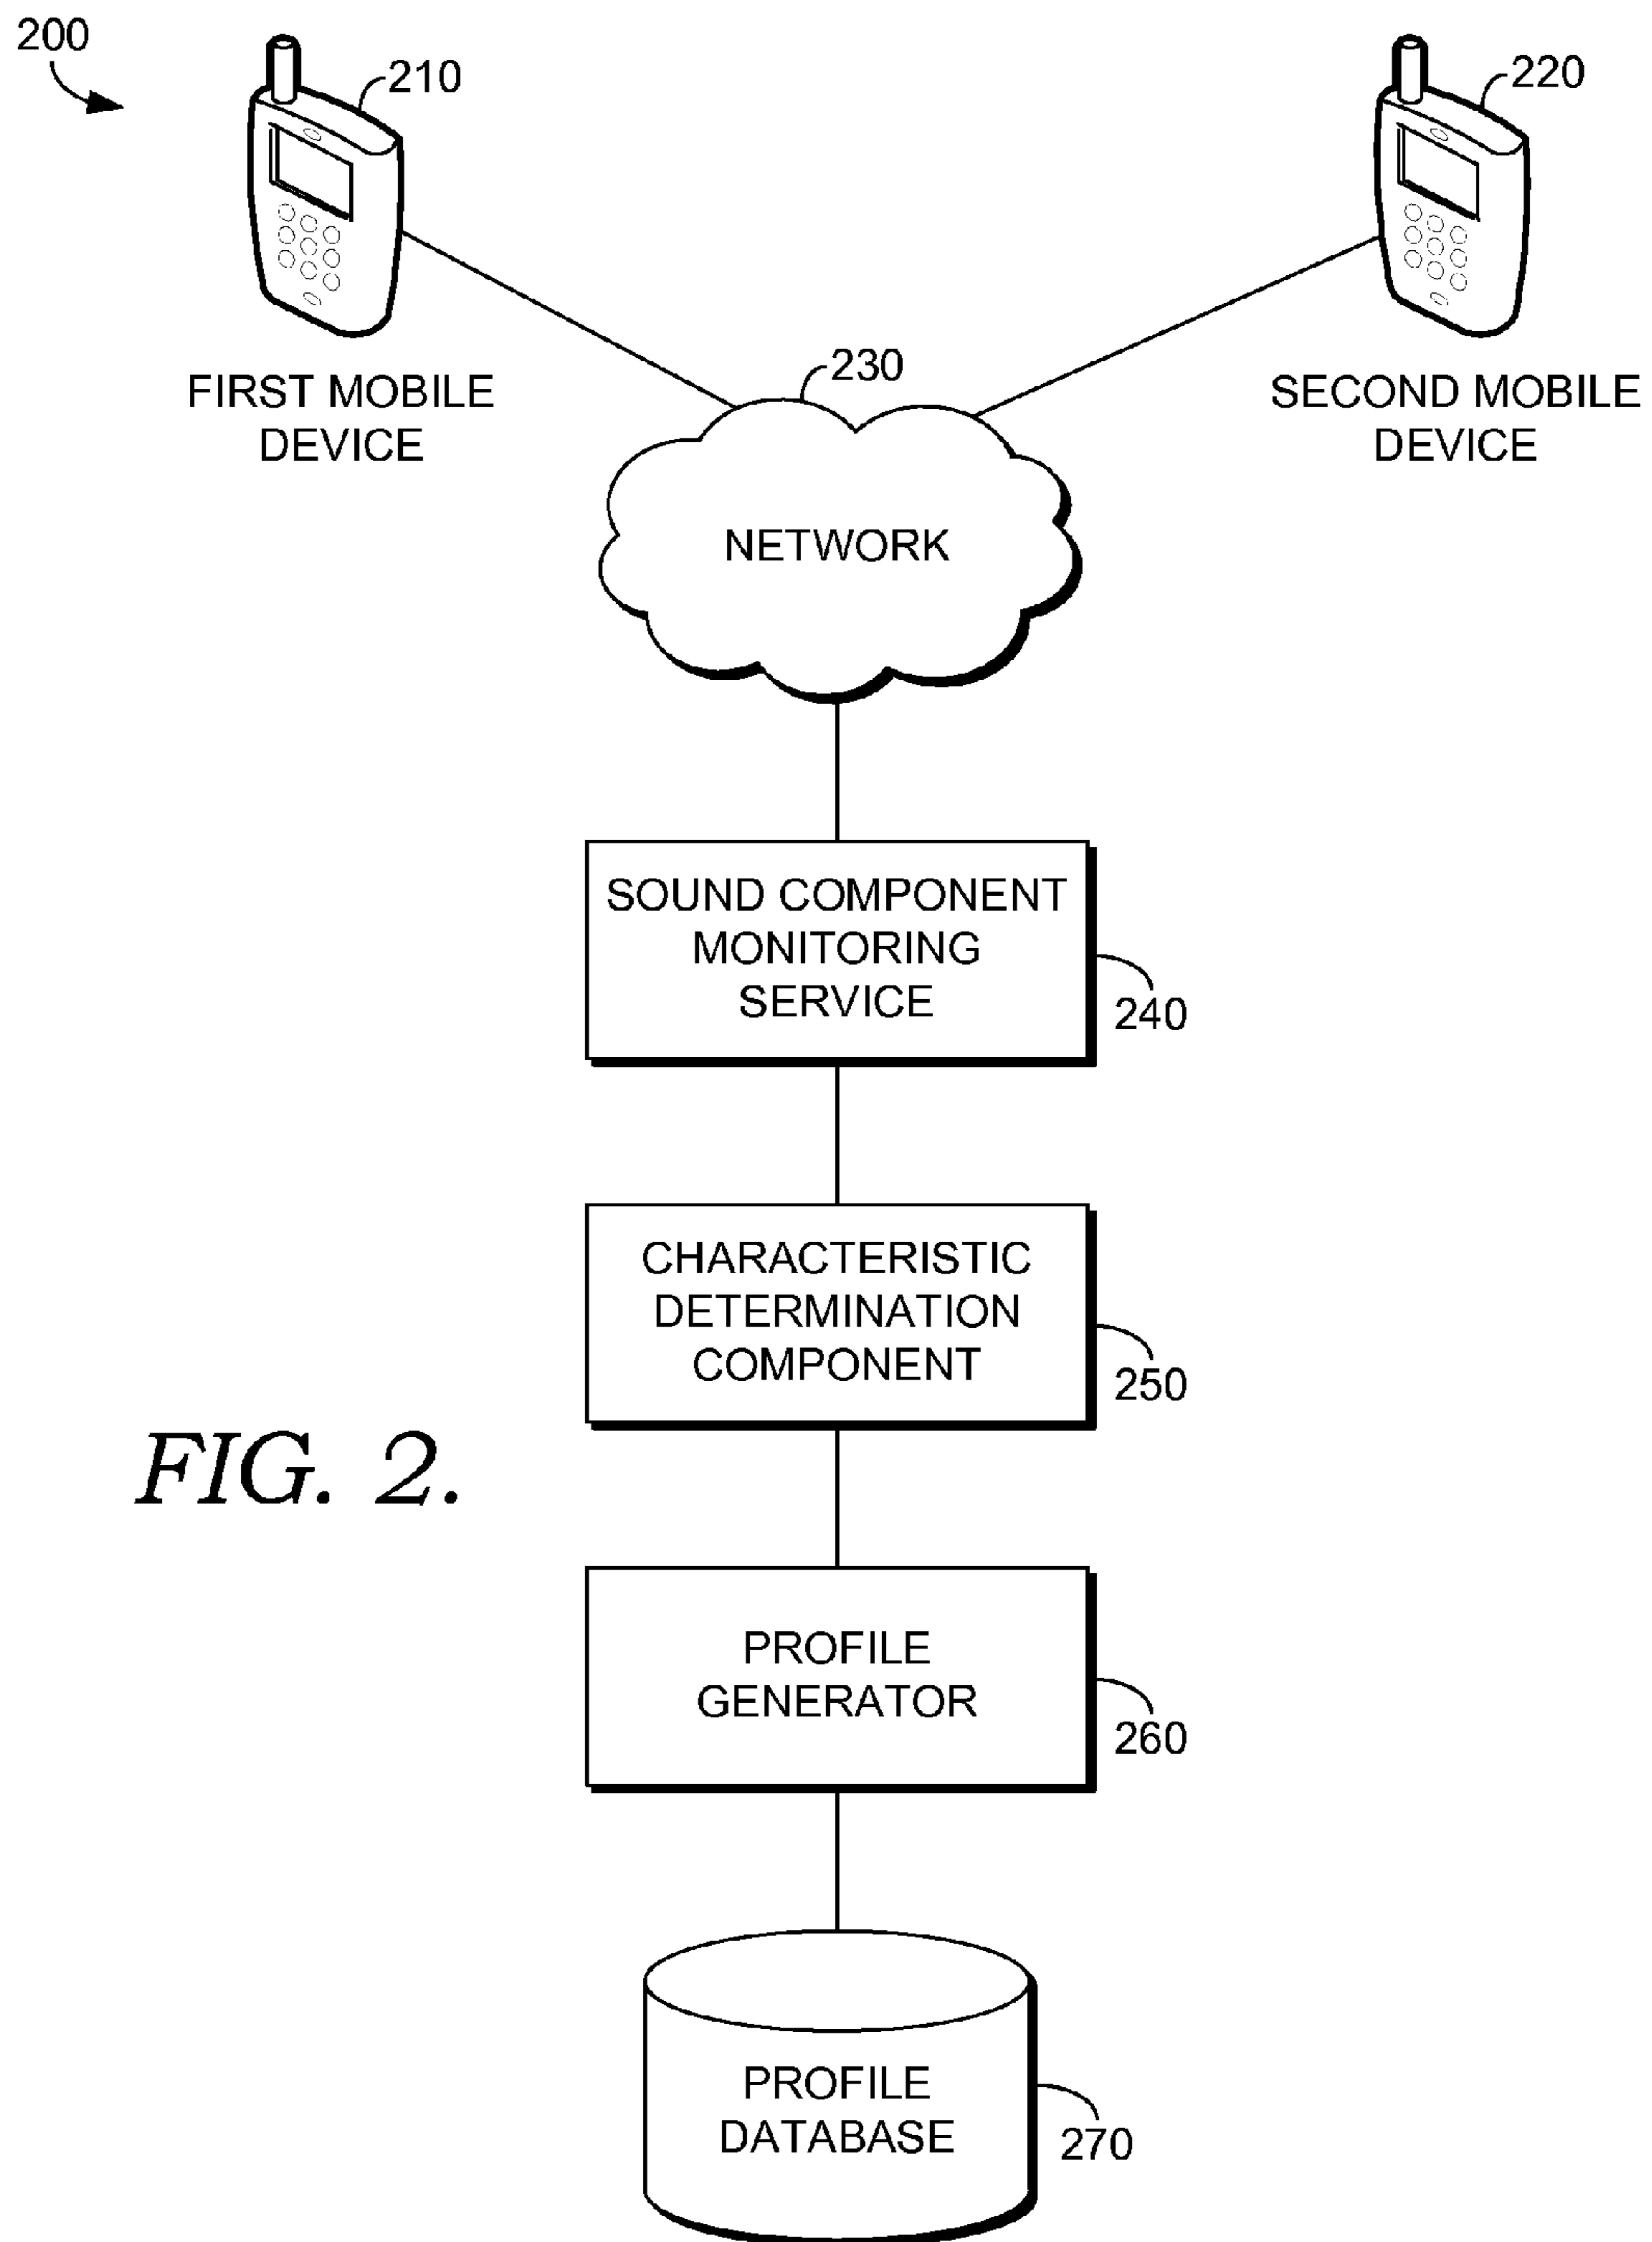 200
210
220
FIRST MOBILE
DEVICE
230
SECOND MOBILE
DEVICE
NETWORK
SOUND COMPONENT
MONITORING
SERVICE
240
CHARACTERISTIC
DETERMINATION
COMPONENT
250
FIG. 2.
PROFILE
GENERATOR
260
PROFILE
DATABASE
270